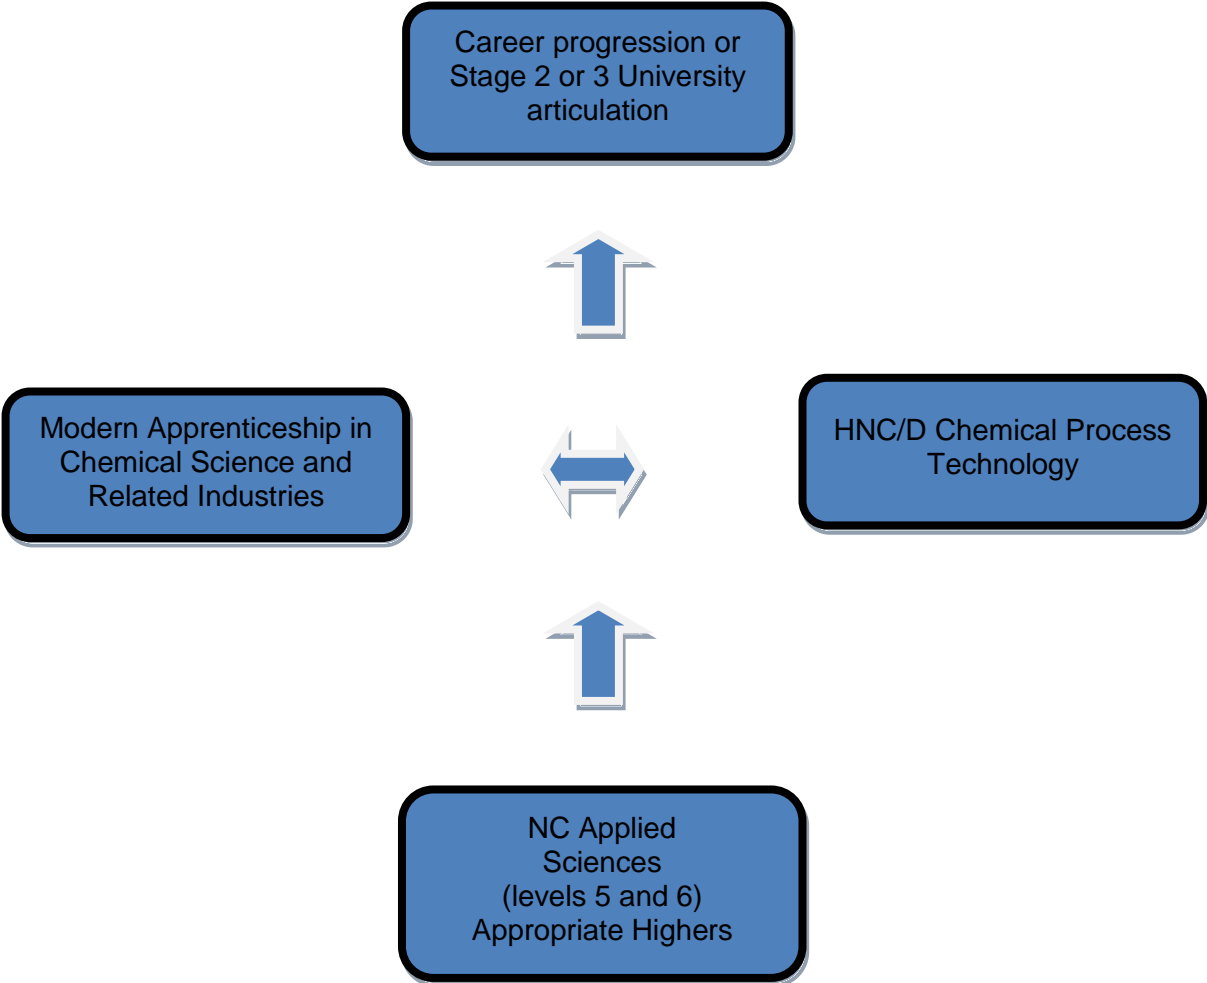 Career progression or
Stage 2 or 3 University
articulation
Modern Apprenticeship in
Chemical Science and
Related Industries
HNC/D Chemical Process
Technology
NC Applied
Sciences
(levels 5 and 6)
Appropriate Highers